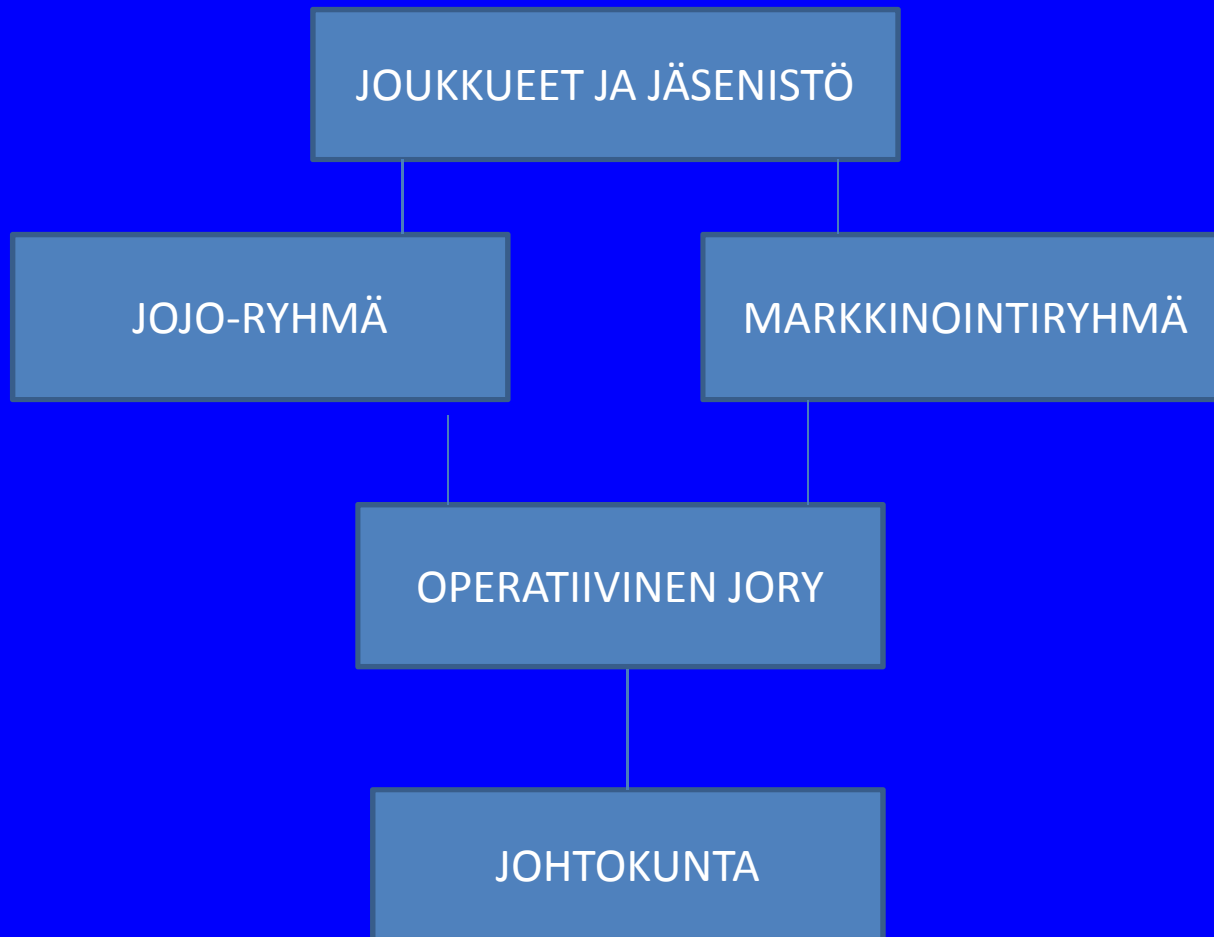 JOUKKUEET JA JÄSENISTÖ
JOJO-RYHMÄ
MARKKINOINTIRYHMÄ
OPERATIIVINEN JORY
JOHTOKUNTA